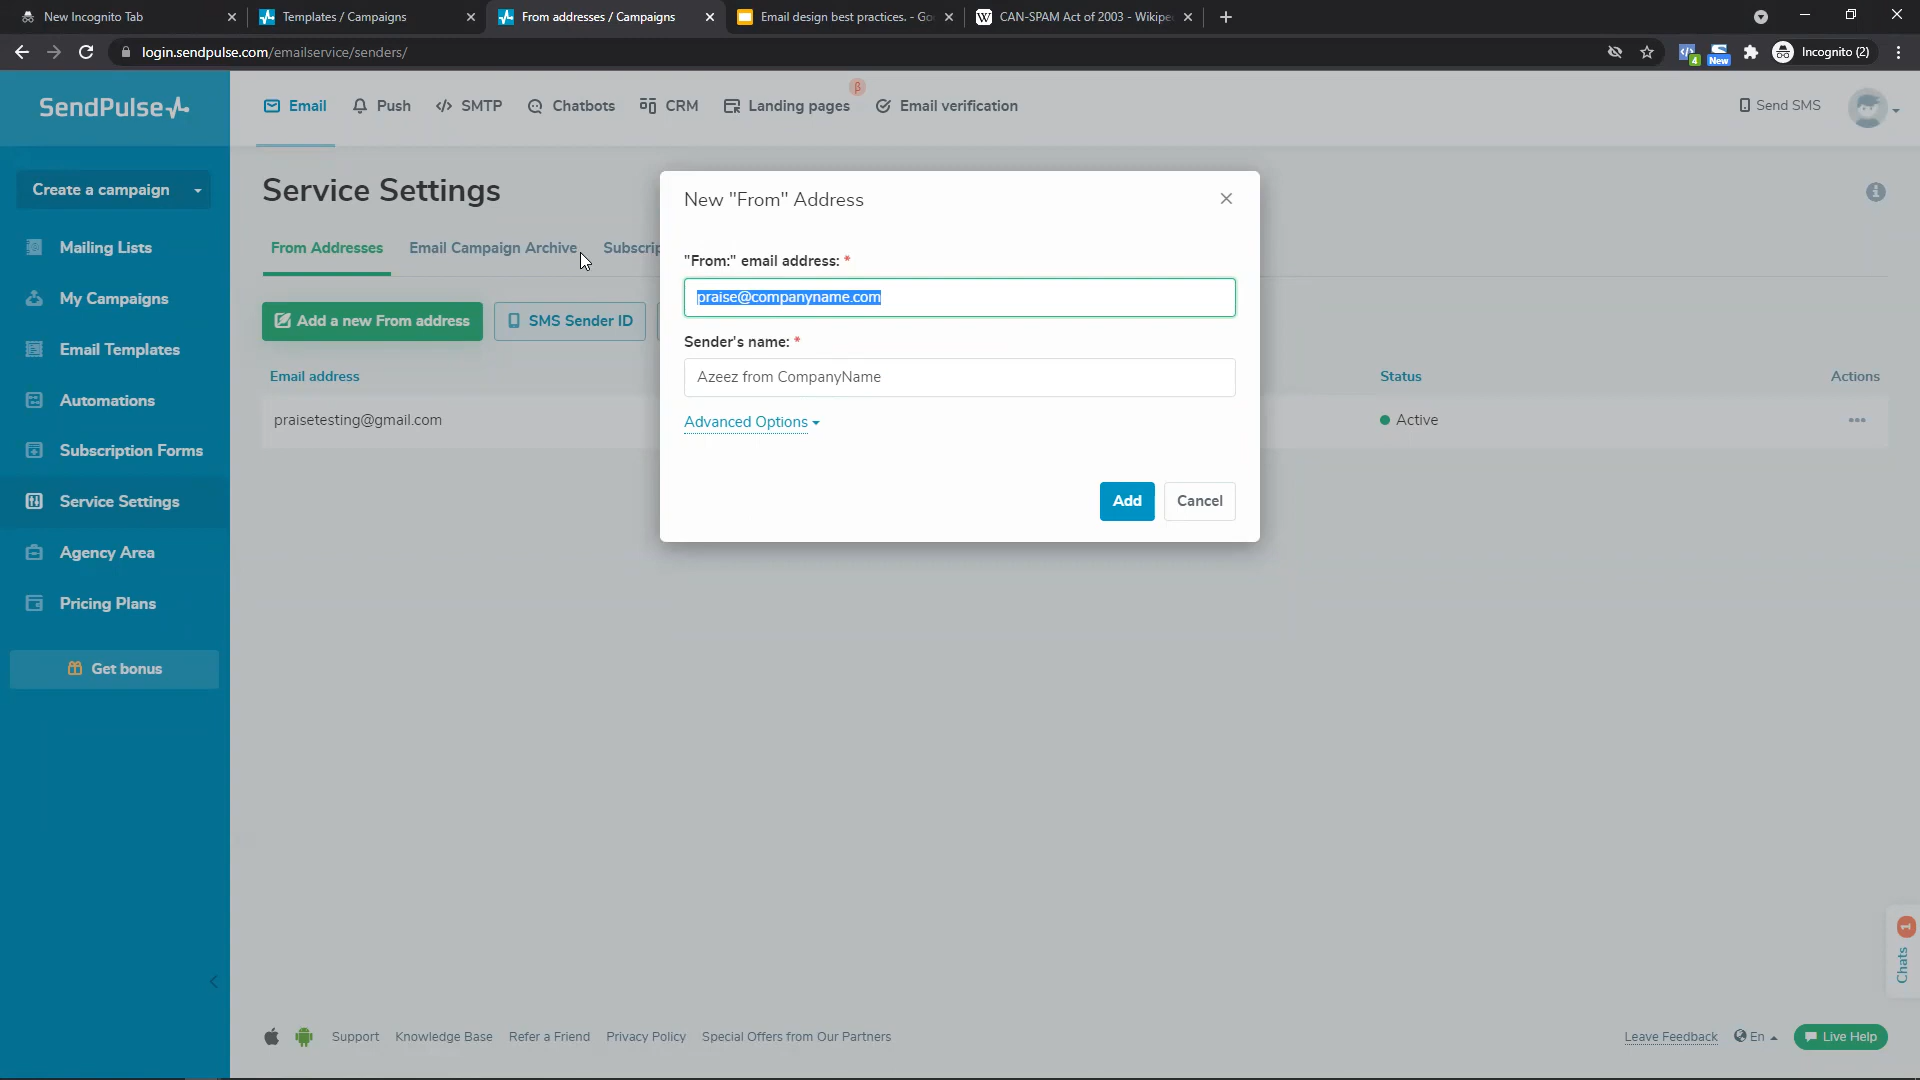 New Incognito Tab
Templates / Campaigns
From addresses / Campaigns
Email design best practices. - Go
CAN-SPAM Act of 2003 - Wikipe
login.sendpulse.com/emailservice/senders/
4
New
Incognito (2)
SendPulse
Email
Push
SMTP
Chatbots
CRM
Landing pages
β
Email verification
Send SMS
Create a campaign
Mailing Lists
My Campaigns
Email Templates
Automations
Subscription Forms
Service Settings
Agency Area
Pricing Plans
Get bonus
Service Settings
From Addresses
Email Campaign Archive
Subscrip
Add a new From address
SMS Sender ID
Email address
Status
Actions
praisetesting@gmail.com
Active
New "From" Address
"From:" email address: *
praise@companyname.com
Sender's name: *
Azeez from CompanyName
Advanced Options
Add
Cancel
Chats
1
Support
Knowledge Base
Refer a Friend
Privacy Policy
Special Offers from Our Partners
Leave Feedback
En
Live Help